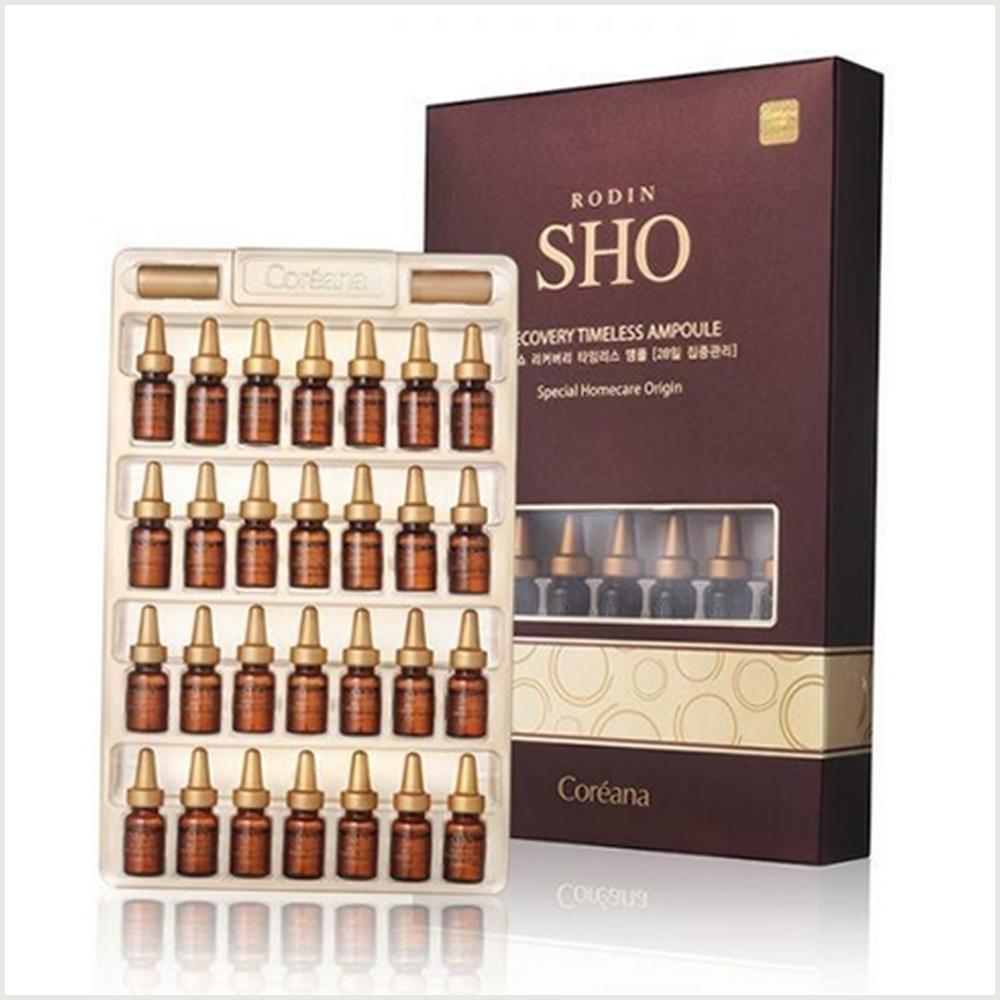 RODIN
SHO
ECOVERY TIMELESS AMPOULE
스 리커버리 타임리스 앰플 [28일 집중관리]
Special Homecare Origin
Coréana
Coréana